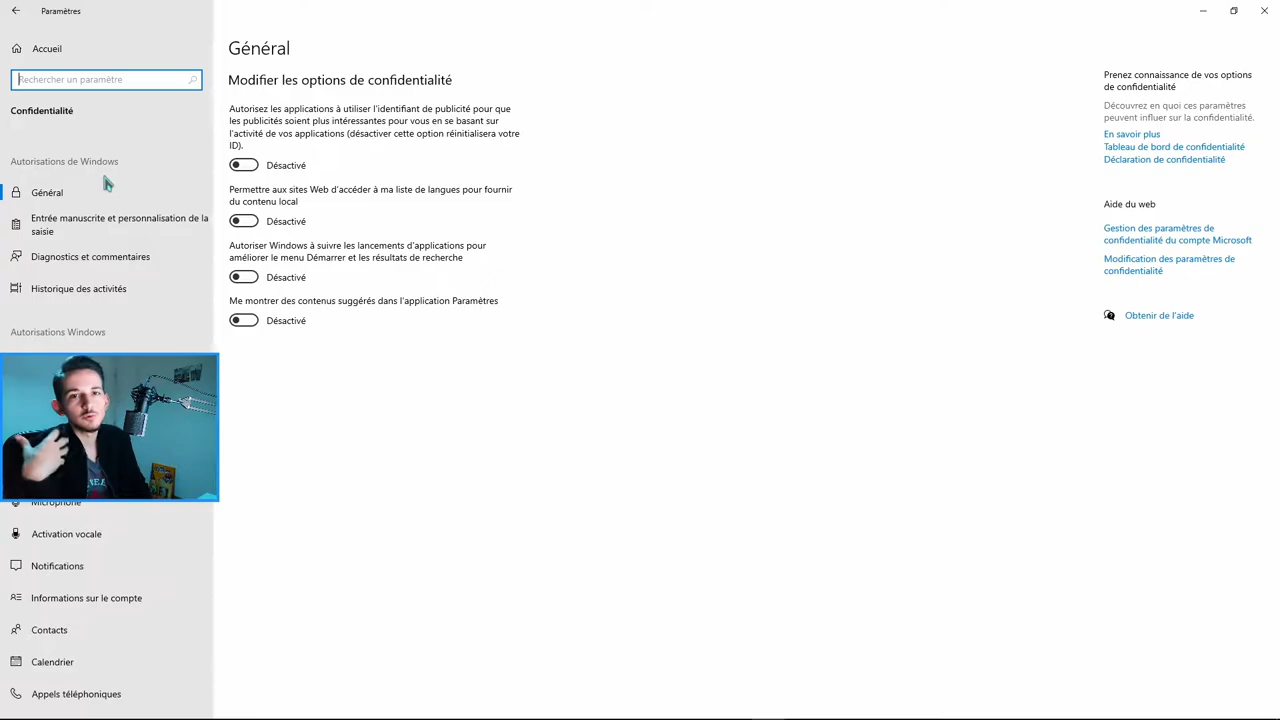 Paramètres
Accueil
Rechercher un paramètre
Confidentialité
Autorisations de Windows
Général
Entrée manuscrite et personnalisation de la
saisie
Diagnostics et commentaires
Historique des activités
Autorisations Windows
Microphone
Activation vocale
Notifications
Informations sur le compte
Contacts
Calendrier
Appels téléphoniques
Général
Modifier les options de confidentialité
Autorisez les applications à utiliser l'identifiant de publicité pour que
les publicités soient plus intéressantes pour vous en se basant sur
l'activité de vos applications (désactiver cette option réinitialisera votre
ID).
Désactivé
Permettre aux sites Web d'accéder à ma liste de langues pour fournir
du contenu local
Désactivé
Autoriser Windows à suivre les lancements d'applications pour
améliorer le menu Démarrer et les résultats de recherche
Désactivé
Me montrer des contenus suggérés dans l'application Paramètres
Désactivé
Prenez connaissance de vos options
de confidentialité
Découvrez en quoi ces paramètres
peuvent influer sur la confidentialité.
En savoir plus
Tableau de bord de confidentialité
Déclaration de confidentialité
Aide du web
Gestion des paramètres de
confidentialité du compte Microsoft
Modification des paramètres de
confidentialité
Obtenir de l'aide